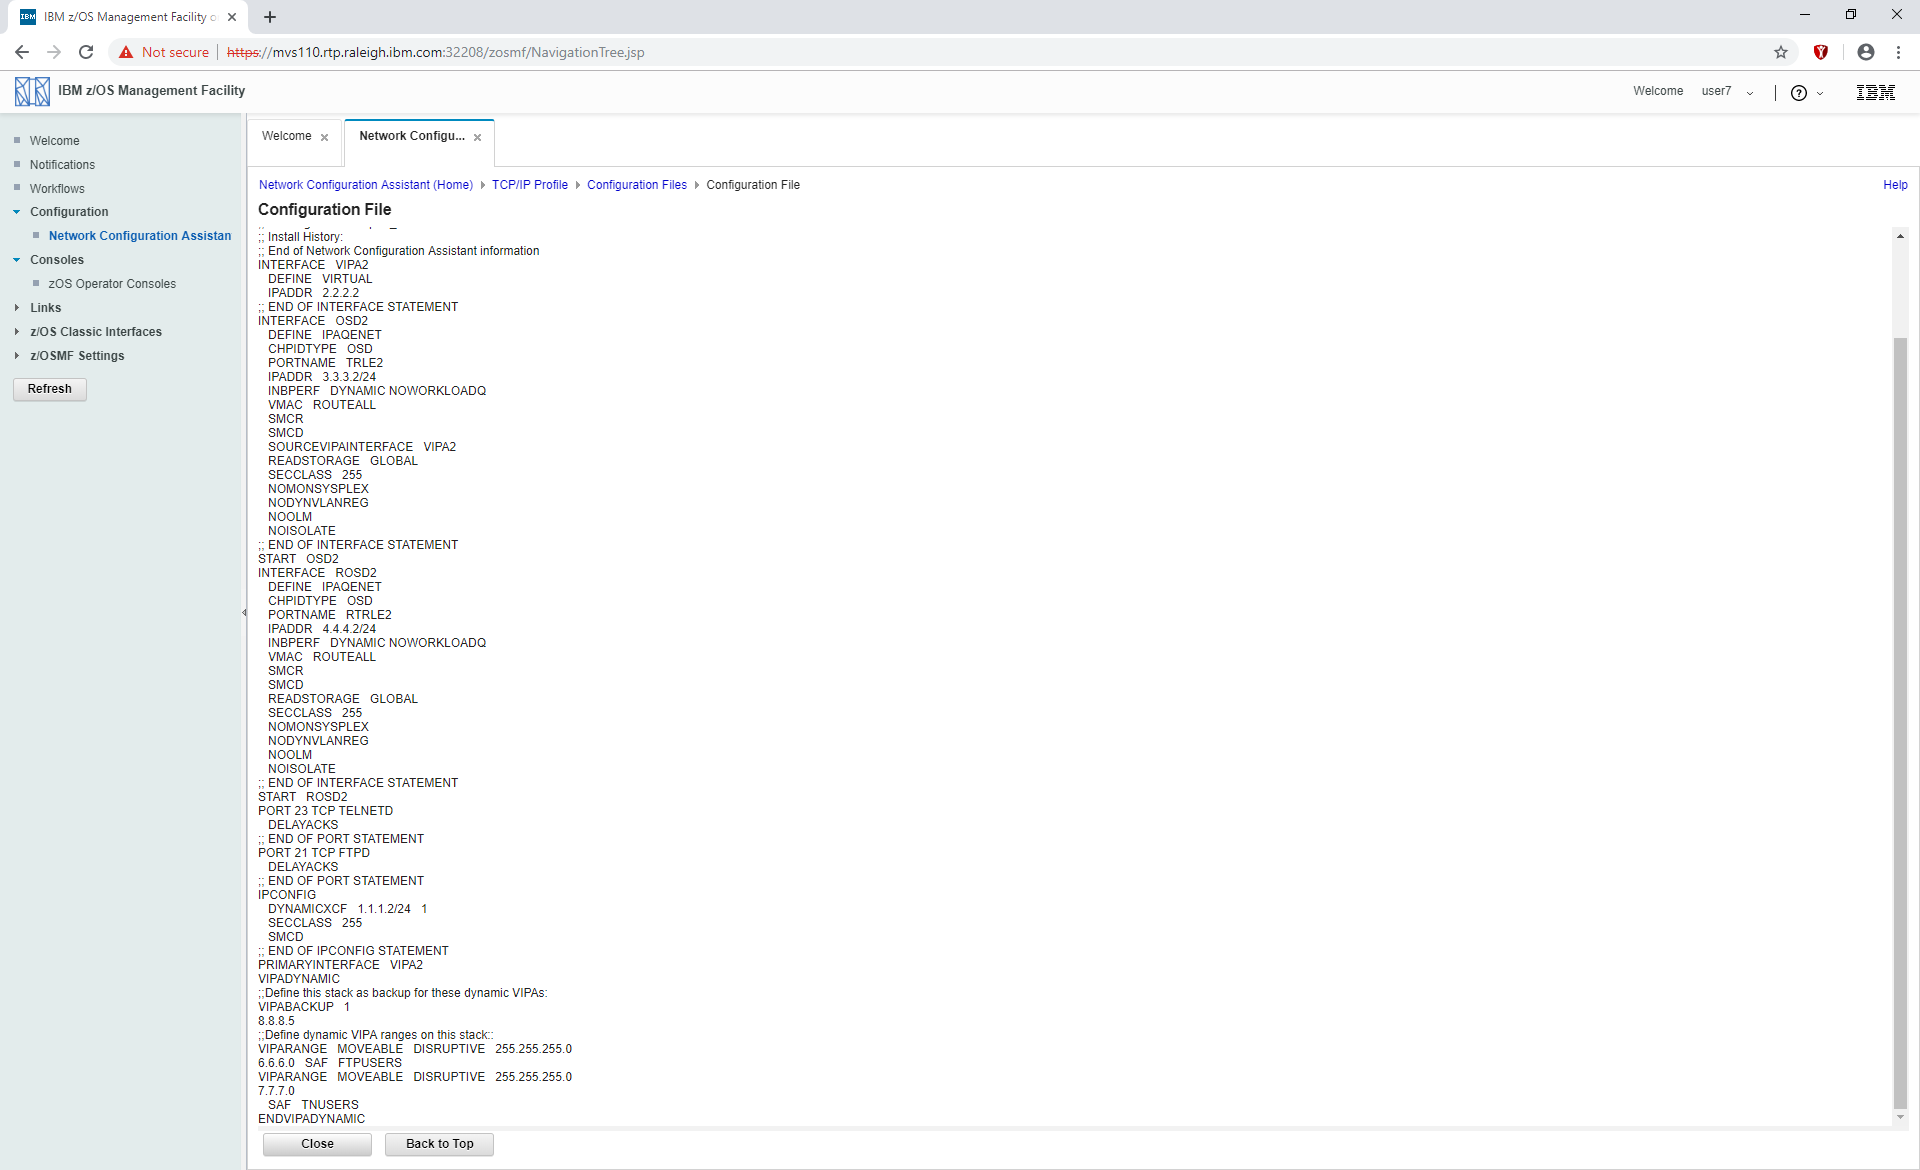 IBM z/OS Management Facility o
Not secure
https://mvs110.rtp.raleigh.ibm.com:32208/zosmf/NavigationTree.jsp
IBM z/OS Management Facility
Welcome user7
IBM
Welcome
Notifications
Workflows
Configuration
Network Configuration Assistan
Consoles
zOS Operator Consoles
Links
z/OS Classic Interfaces
z/OSMF Settings
Refresh
Welcome
Network Configu...
Network Configuration Assistant (Home) TCP/IP Profile Configuration Files Configuration File
Help
Configuration File
;; Install History:
;; End of Network Configuration Assistant information
INTERFACE VIPA2
DEFINE VIRTUAL
IPADDR 2.2.2.2
;; END OF INTERFACE STATEMENT
INTERFACE OSD2
DEFINE IPAQENET
CHPIDTYPE OSD
PORTNAME TRLE2
IPADDR 3.3.3.2/24
INBPERF DYNAMIC NOWORKLOADQ
VMAC ROUTEALL
SMCR
SMCD
SOURCEVIPAINTERFACE VIPA2
READSTORAGE GLOBAL
SECCLASS 255
NOMONSYSPLEX
NODYNVLANREG
NOOLM
NOISOLATE
;; END OF INTERFACE STATEMENT
START OSD2
INTERFACE ROSD2
DEFINE IPAQENET
CHPIDTYPE OSD
PORTNAME RTRLE2
IPADDR 4.4.4.2/24
INBPERF DYNAMIC NOWORKLOADQ
VMAC ROUTEALL
SMCR
SMCD
READSTORAGE GLOBAL
SECCLASS 255
NOMONSYSPLEX
NODYNVLANREG
NOOLM
NOISOLATE
;; END OF INTERFACE STATEMENT
START ROSD2
PORT 23 TCP TELNETD
DELAYACKS
;; END OF PORT STATEMENT
PORT 21 TCP FTPD
DELAYACKS
;; END OF PORT STATEMENT
IPCONFIG
DYNAMICXCF 1.1.1.2/24 1
SECCLASS 255
SMCD
;; END OF IPCONFIG STATEMENT
PRIMARYINTERFACE VIPA2
VIPADYNAMIC
;;Define this stack as backup for these dynamic VIPAs:
VIPABACKUP 1
8.8.8.5
;;Define dynamic VIPA ranges on this stack::
VIPARANGE MOVEABLE DISRUPTIVE 255.255.255.0
6.6.6.0 SAF FTPUSERS
VIPARANGE MOVEABLE DISRUPTIVE 255.255.255.0
7.7.7.0
SAF TNUSERS
ENDVIPADYNAMIC
Close
Back to Top